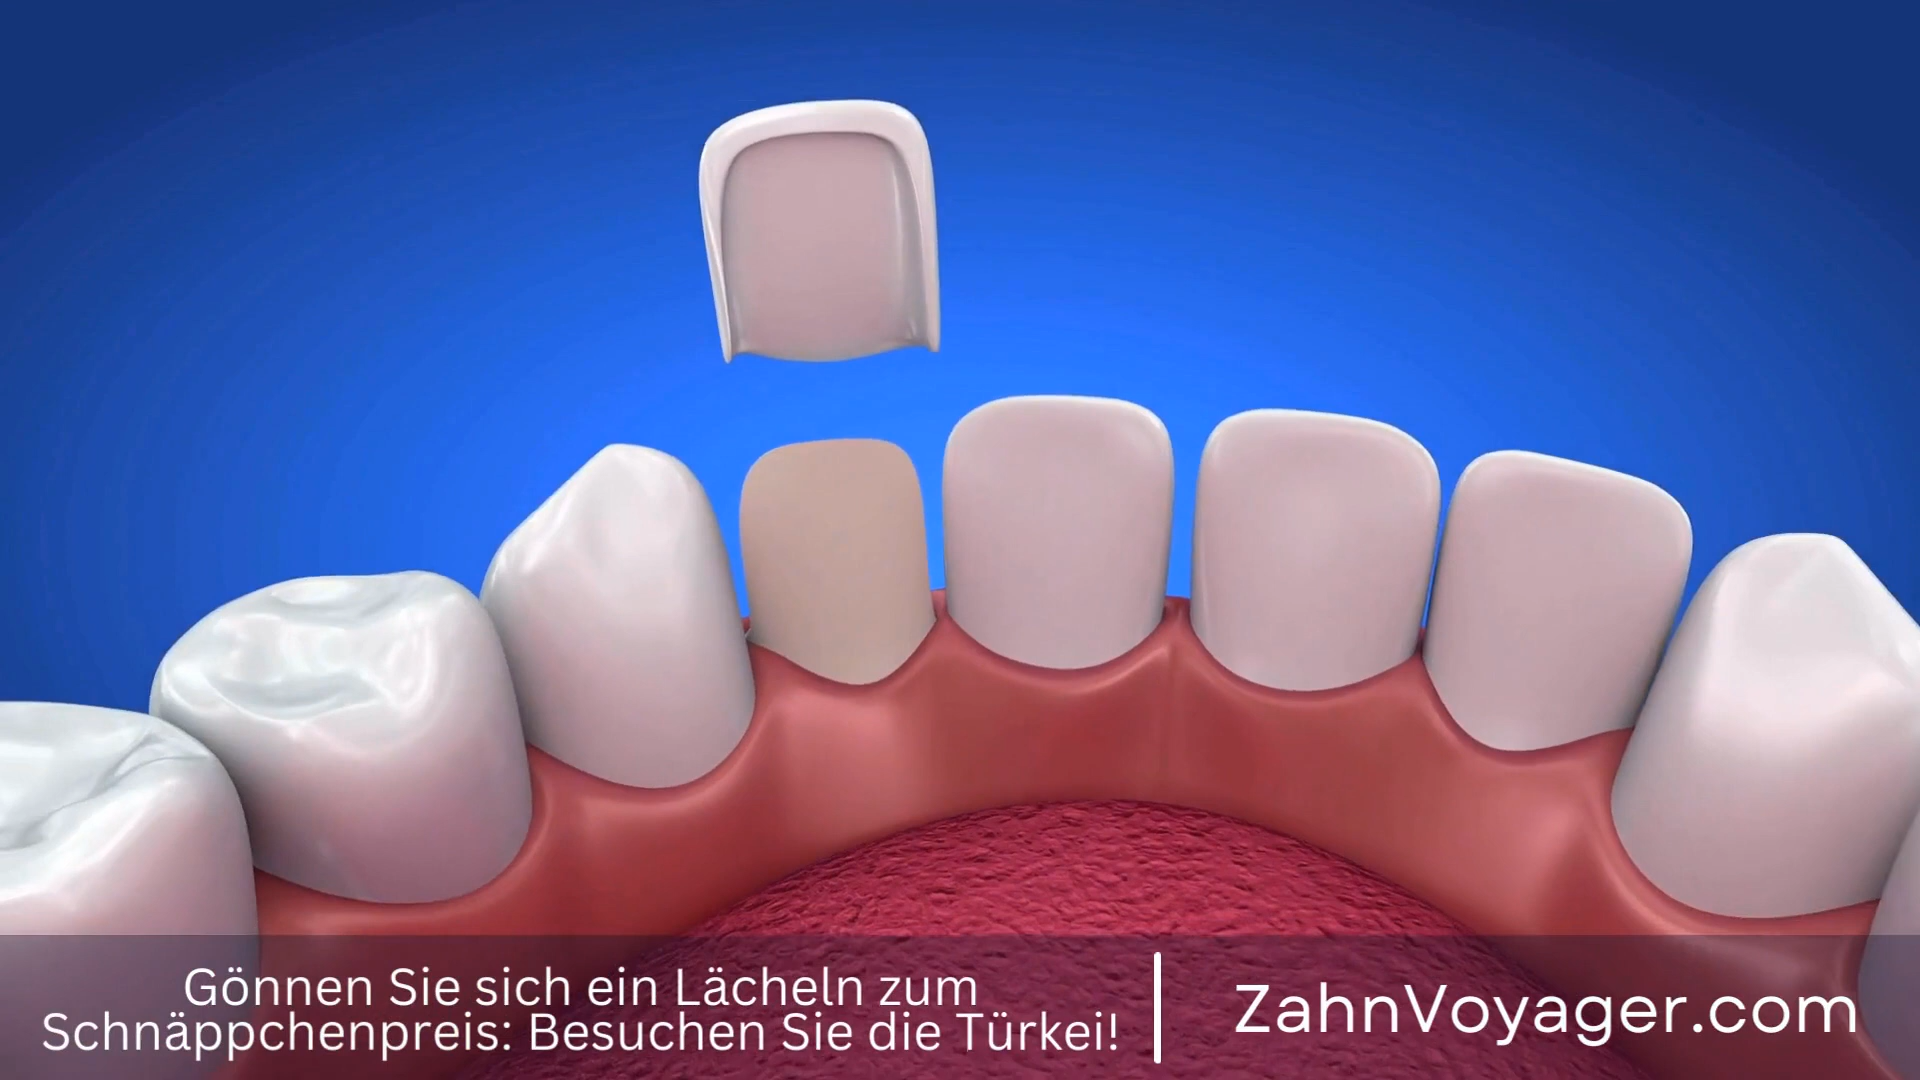 Gönnen Sie sich ein Lächeln zum
Schnäppchenpreis: Besuchen Sie die Türkei!
ZahnVoyager.com